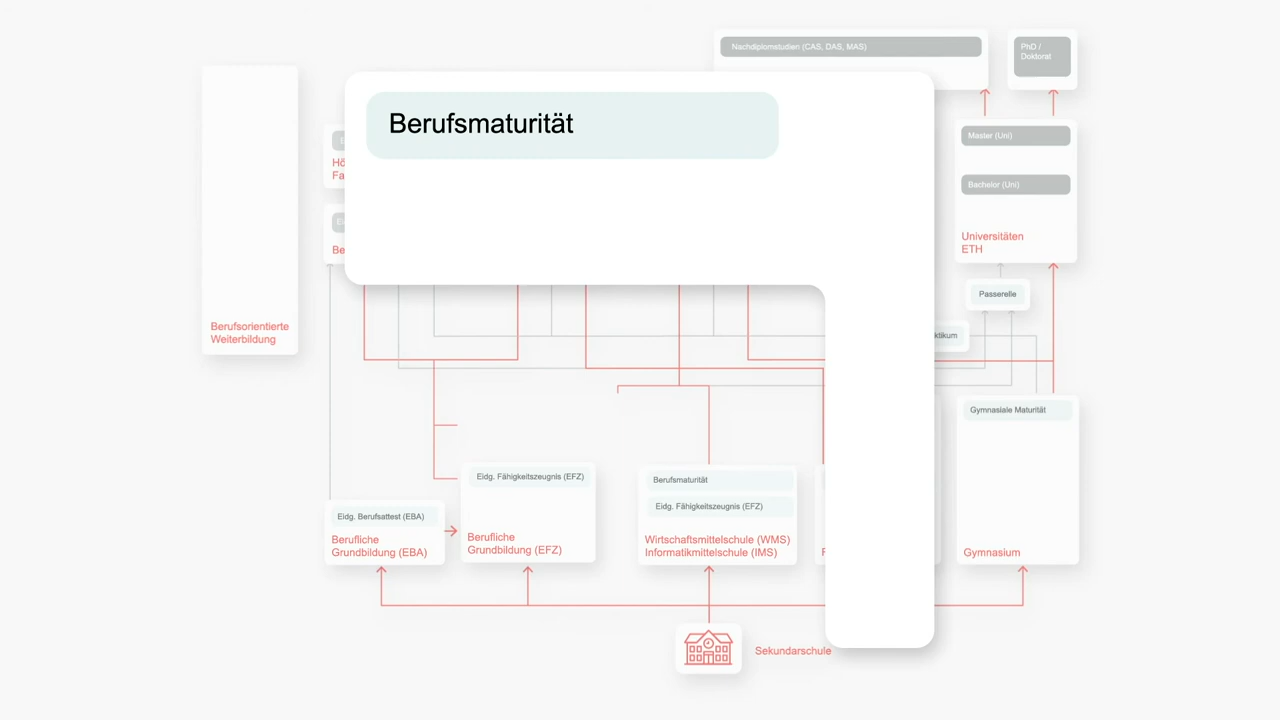 Nachdiplomstudien (CAS, DAS, MAS)
PhD /
Doktorat
Berufsmaturität
Master (Uni)
Bachelor (Uni)
Universitäten
ETH
Passerelle
Berufsorientierte
Weiterbildung
Gymnasiale Maturität
Eidg. Fähigkeitszeugnis (EFZ)
Berufliche
Grundbildung (EFZ)
Berufsmaturität
Eidg. Fähigkeitszeugnis (EFZ)
Wirtschaftsmittelschule (WMS)
Informatikmittelschule (IMS)
Eidg. Berufsattest (EBA)
Berufliche
Grundbildung (EBA)
Gymnasium
Sekundarschule